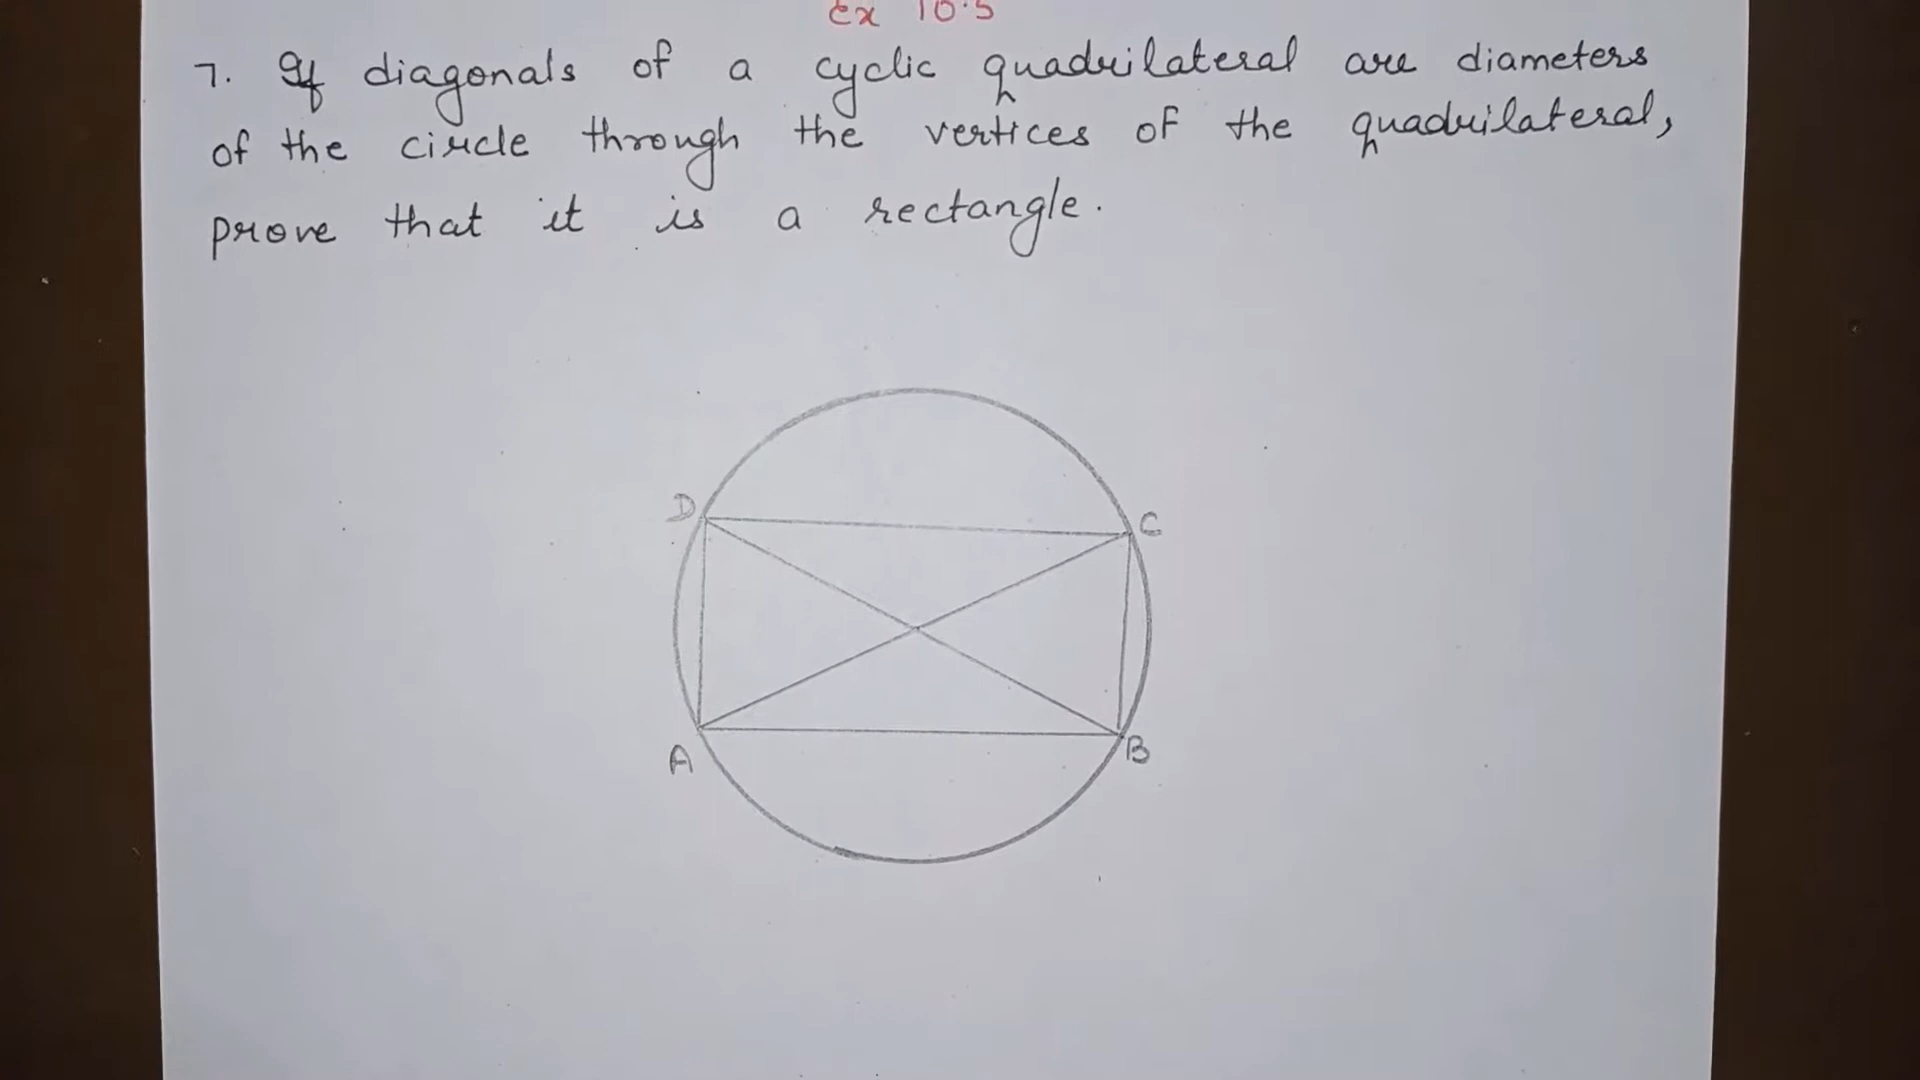 Ex 10.5
7. If diagonals of a cyclic quadrilateral are diameters
of the circle through the vertices of the quadrilateral,
prove that it is a rectangle.
D
C
A
B